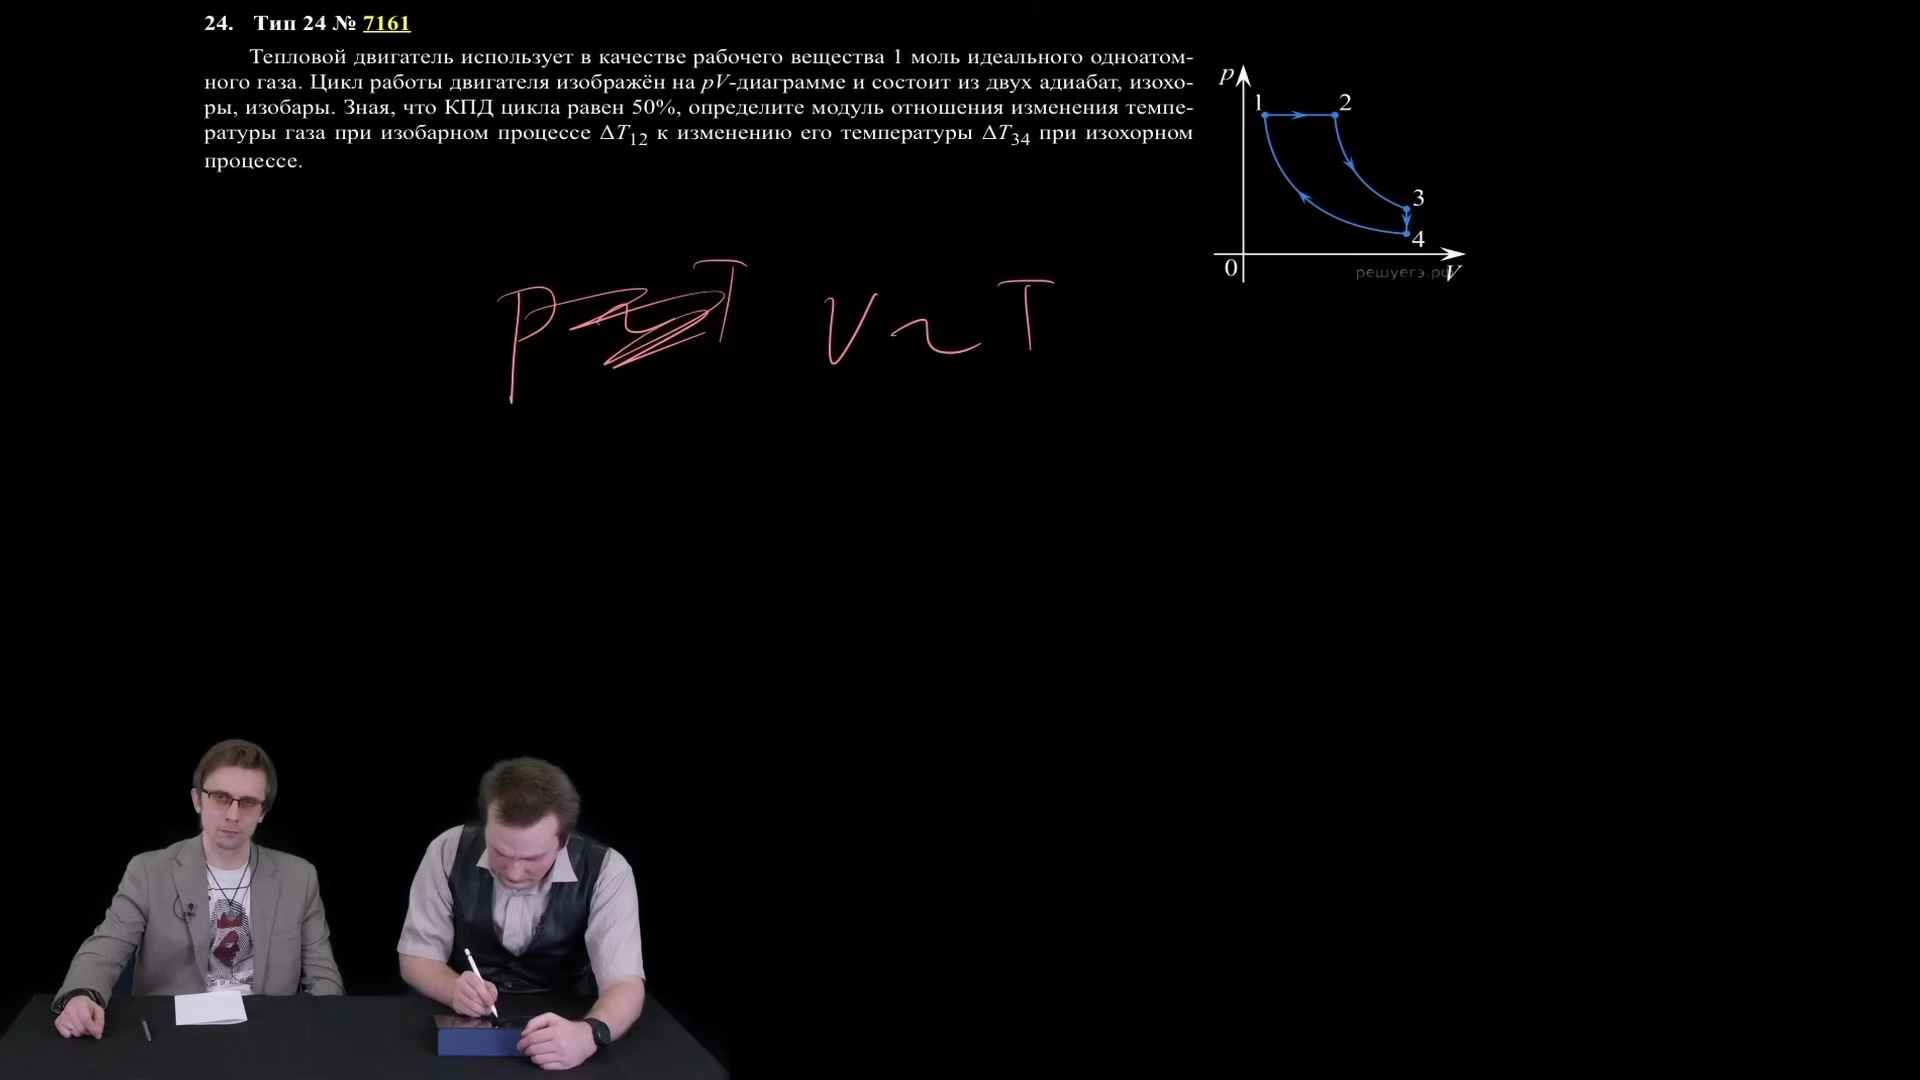 24. Тип 24 № 7161
Тепловой двигатель использует в качестве рабочего вещества 1 моль идеального одноатом-
ного газа. Цикл работы двигателя изображён на pV-диаграмме и состоит из двух адиабат, изохо-
ры, изобары. Зная, что КПД цикла равен 50%, определите модуль отношения изменения темпе-
ратуры газа при изобарном процессе ΔT₁₂ к изменению его температуры ΔT₃₄ при изохорном
процессе.
p
1 2
3
4
0
решуегэ.рф
V
p T V ~ T